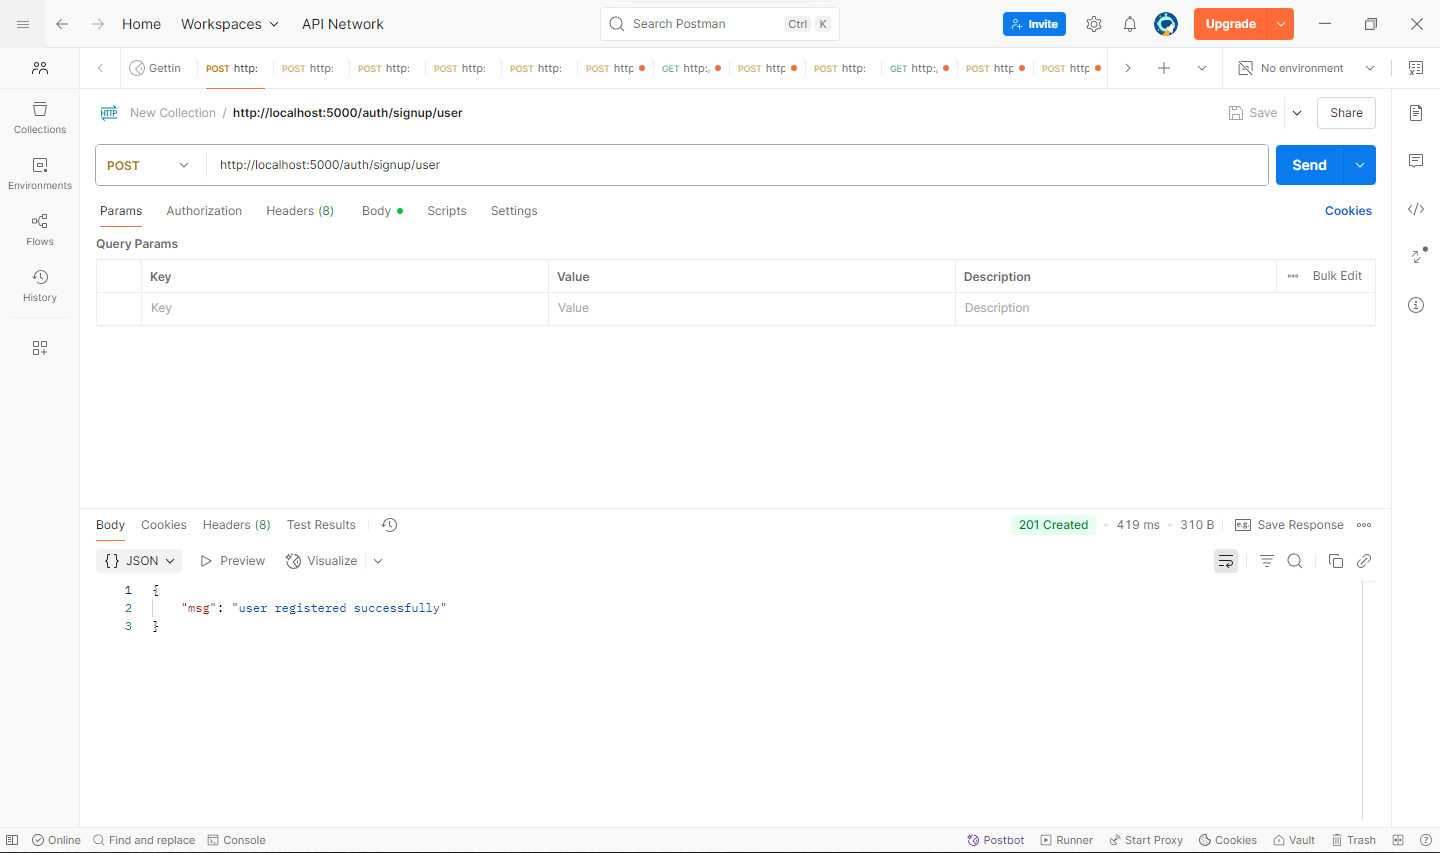 Home Workspaces API Network Search Postman Ctrl K Invite Upgrade
Gettin POST http: POST http: POST http: POST http: POST http: POST http GET http:, POST http POST http: GET http:, POST http POST http No environment
HTTP New Collection / http://localhost:5000/auth/signup/user Save Share
Collections
POST http://localhost:5000/auth/signup/user Send
Environments
Params Authorization Headers (8) Body Scripts Settings Cookies
Flows
Query Params
Key Value Description Bulk Edit
History
Key Value Description
Body Cookies Headers (8) Test Results 201 Created 419 ms 310 B e.g. Save Response
{} JSON Preview Visualize
1 {
2 "msg": "user registered successfully"
3 }
Online Find and replace Console Postbot Runner Start Proxy Cookies Vault Trash